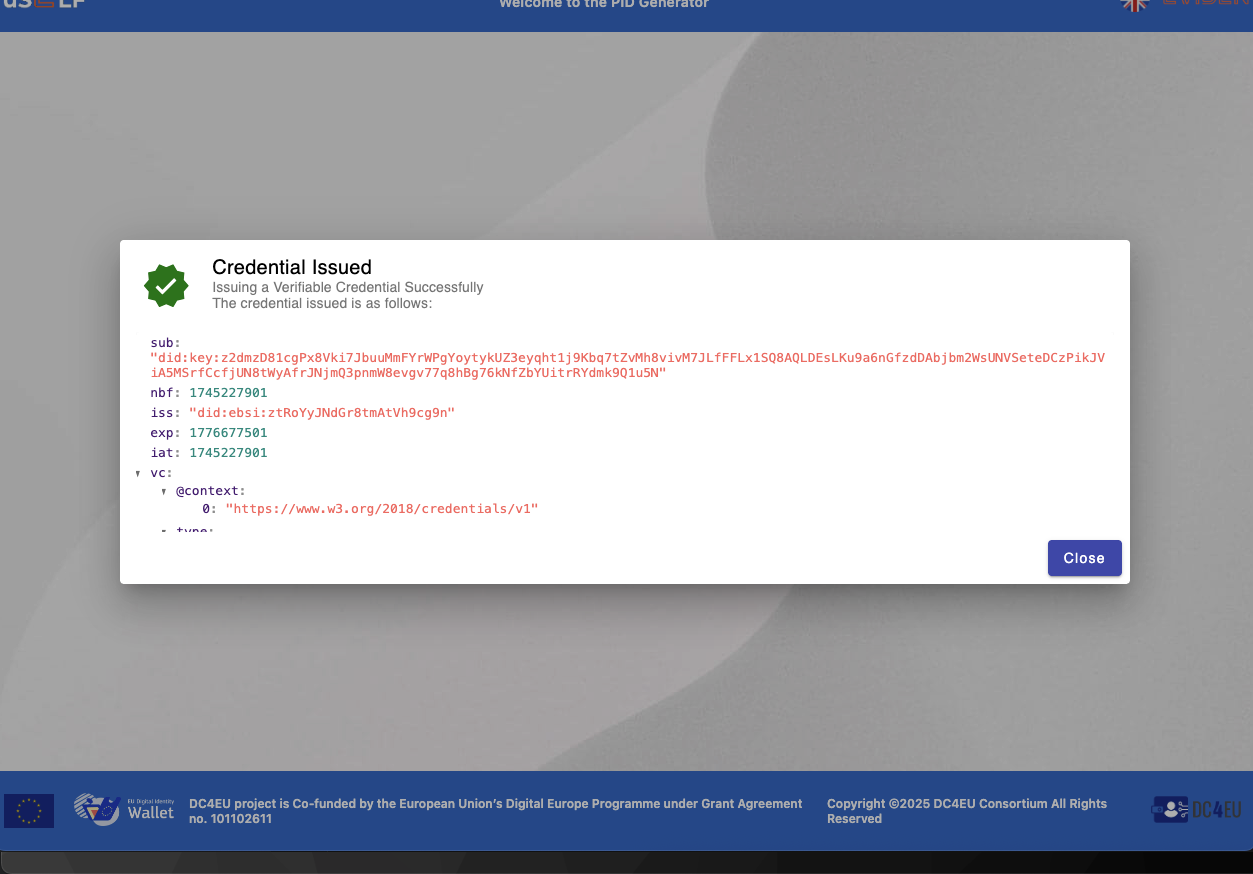 Welcome to the PID Generator
Credential Issued
Issuing a Verifiable Credential Successfully
The credential issued is as follows:
sub:
"did:key:z2dmzD81cgPx8Vki7JbuuMmFYrWPgYoytykUZ3eyqht1j9Kbq7tZvMh8vivM7JLfFFLx1SQ8AQLDEsLKu9a6nGfzdDAbjbm2WsUNVSeteDCzPikJV
iA5MSrfCcfjUN8tWyAfrJNjmQ3pnmW8evgv77q8hBg76kNfZbYUitrRYdmk9Q1u5N"
nbf: 1745227901
iss: "did:ebsi:ztRoYyJNdGr8tmAtVh9cg9n"
exp: 1776677501
iat: 1745227901
vc:
@context:
0: "https://www.w3.org/2018/credentials/v1"
type:
Close
EU Digital Identity
Wallet
DC4EU project is Co-funded by the European Union's Digital Europe Programme under Grant Agreement
no. 101102611
Copyright ©2025 DC4EU Consortium All Rights
Reserved
DC4EU